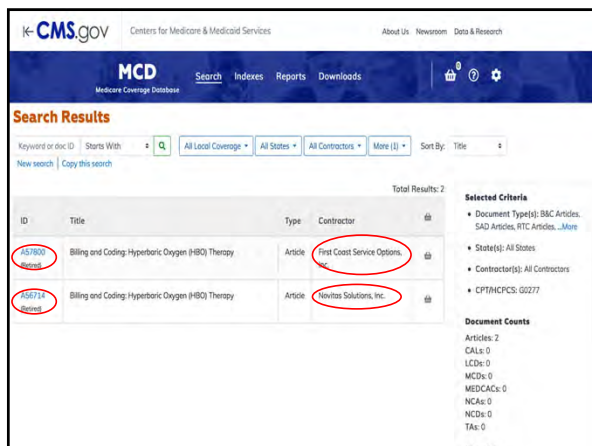 CMS.gov Centers for Medicare & Medicaid Services About Us Newsroom Data & Research
MCD Search Indexes Reports Downloads 0
Medicare Coverage Database
Search Results
Keyword or doc ID Starts With All Local Coverage All States All Contractors More (1) Sort By: Title
New search | Copy this search
Total Results: 2
ID Title Type Contractor
A57800 Billing and Coding: Hyperbaric Oxygen (HBO) Therapy Article First Coast Service Options, Inc.
(Retired)
A56714 Billing and Coding: Hyperbaric Oxygen (HBO) Therapy Article Novitas Solutions, Inc.
(Retired)
Selected Criteria
• Document Type(s): B&C Articles, SAD Articles, RTC Articles, ...More
• State(s): All States
• Contractor(s): All Contractors
• CPT/HCPCS: G0277
Document Counts
Articles: 2
CALs: 0
LCDs: 0
MCDs: 0
MEDCACs: 0
NCAs: 0
NCDs: 0
TAs: 0